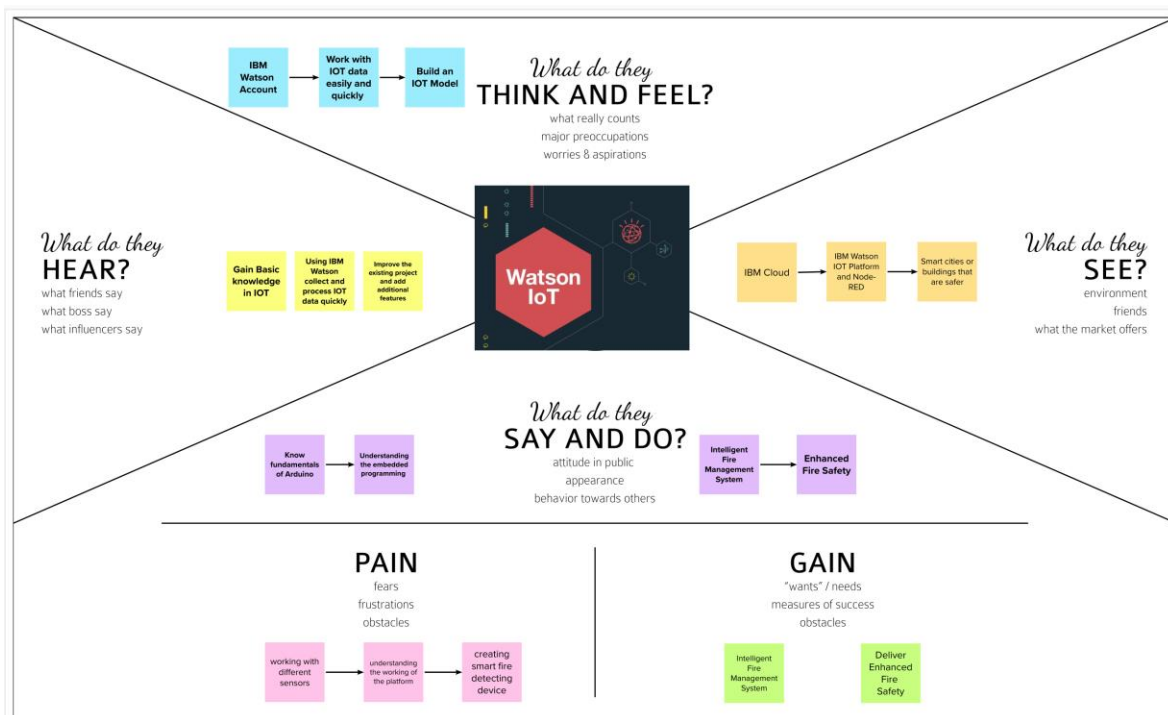 IBM
Watson
Account
Work with
IOT data
easily and
quickly
Build an
IOT Model
What do they
THINK AND FEEL?
what really counts
major preoccupations
worries & aspirations
What do they
HEAR?
what friends say
what boss say
what influencers say
Gain Basic
knowledge
in IOT
Using IBM
Watson
collect and
process IOT
data quickly
Improve the
existing project
and add
additional
features
Watson
IoT
IBM Cloud
IBM Watson
IOT Platform
and Node-
RED
Smart cities or
buildings that
are safer
What do they
SEE?
environment
friends
what the market offers
What do they
SAY AND DO?
attitude in public
appearance
behavior towards others
Know
fundamentals
of Arduino
Understanding
the embedded
programming
Intelligent
Fire
Management
System
Enhanced
Fire Safety
PAIN
fears
frustrations
obstacles
working with
different
sensors
understanding
the working of
the platform
creating
smart fire
detecting
device
GAIN
"wants" / needs
measures of success
obstacles
Intelligent
Fire
Management
System
Deliver
Enhanced
Fire
Safety